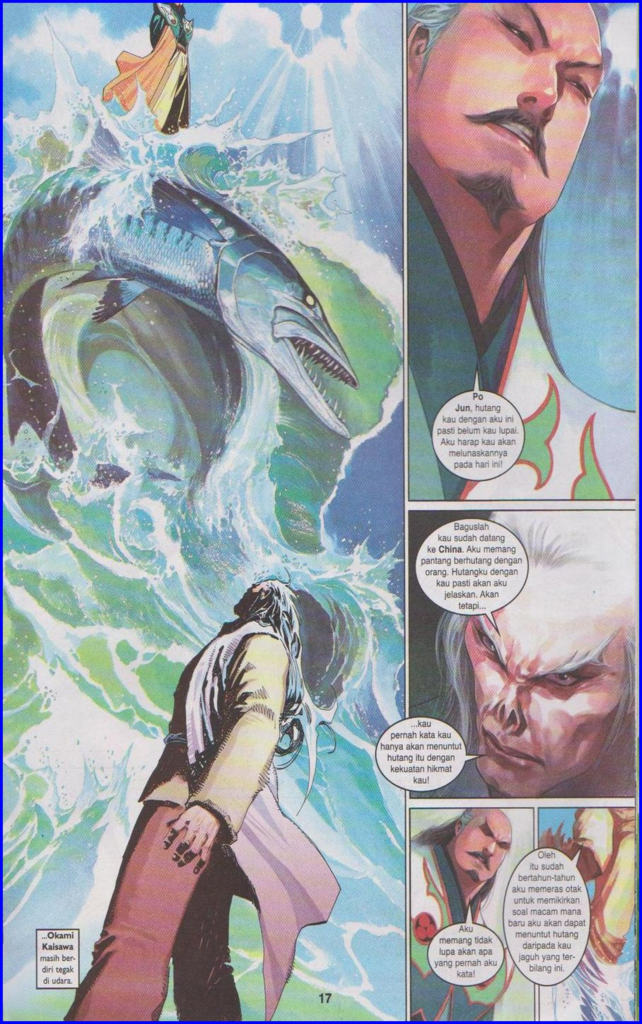 Po
Jun, hutang
kau dengan aku ini
pasti belum kau lupai.
Aku harap kau akan
melunaskannya
pada hari ini!
Baguslah
kau sudah datang
ke China. Aku memang
pantang berhutang dengan
orang. Hutangku dengan
kau pasti akan aku
jelaskan. Akan
tetapi...
...kau
pernah kata kau
hanya akan menuntut
hutang itu dengan
kekuatan hikmat
kau!
Aku
memang tidak
lupa akan apa
yang pernah aku
kata!
Oleh
itu sudah
bertahun-tahun
aku memeras otak
untuk memikirkan
soal macam mana
baru aku akan dapat
menuntut hutang
daripada kau
jaguh yang ter-
bilang ini.
...Okami
Kaisawa
masih ber-
diri tegak
di udara.
17